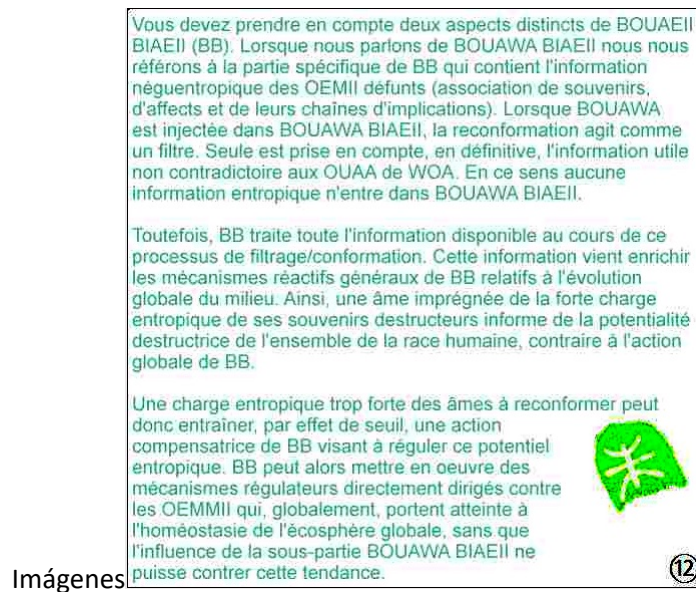 Vous devez prendre en compte deux aspects distincts de BOUAEII
BIAEII (BB). Lorsque nous parlons de BOUAWA BIAEII nous nous
référons à la partie spécifique de BB qui contient l'information
néguentropique des OEMII défunts (association de souvenirs,
d'affects et de leurs chaînes d'implications). Lorsque BOUAWA
est injectée dans BOUAWA BIAEII, la reconformation agit comme
un filtre. Seule est prise en compte, en définitive, l'information utile
non contradictoire aux OUAA de WOA. En ce sens aucune
information entropique n'entre dans BOUAWA BIAEII.
Toutefois, BB traite toute l'information disponible au cours de ce
processus de filtrage/conformation. Cette information vient enrichir
les mécanismes réactifs généraux de BB relatifs à l'évolution
globale du milieu. Ainsi, une âme imprégnée de la forte charge
entropique de ses souvenirs destructeurs informe de la potentialité
destructrice de l'ensemble de la race humaine, contraire à l'action
globale de BB.
Une charge entropique trop forte des âmes à reconformer peut
donc entraîner, par effet de seuil, une action
compensatrice de BB visant à réguler ce potentiel
entropique. BB peut alors mettre en oeuvre des
mécanismes régulateurs directement dirigés contre
les OEMMII qui, globalement, portent atteinte à
l'homéostasie de l'écosphère globale, sans que
l'influence de la sous-partie BOUAWA BIAEII ne
puisse contrer cette tendance.
12
Imágenes